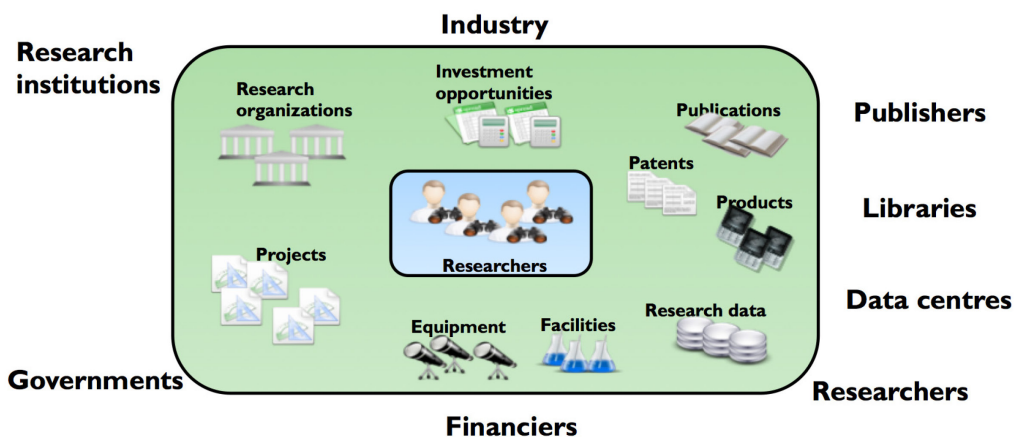 Industry
Research
institutions
Investment
opportunities
Research
organizations
Publications
Publishers
Patents
Products
Libraries
Researchers
Projects
Research data
Data centres
Equipment
Facilities
Governments
Researchers
Financiers